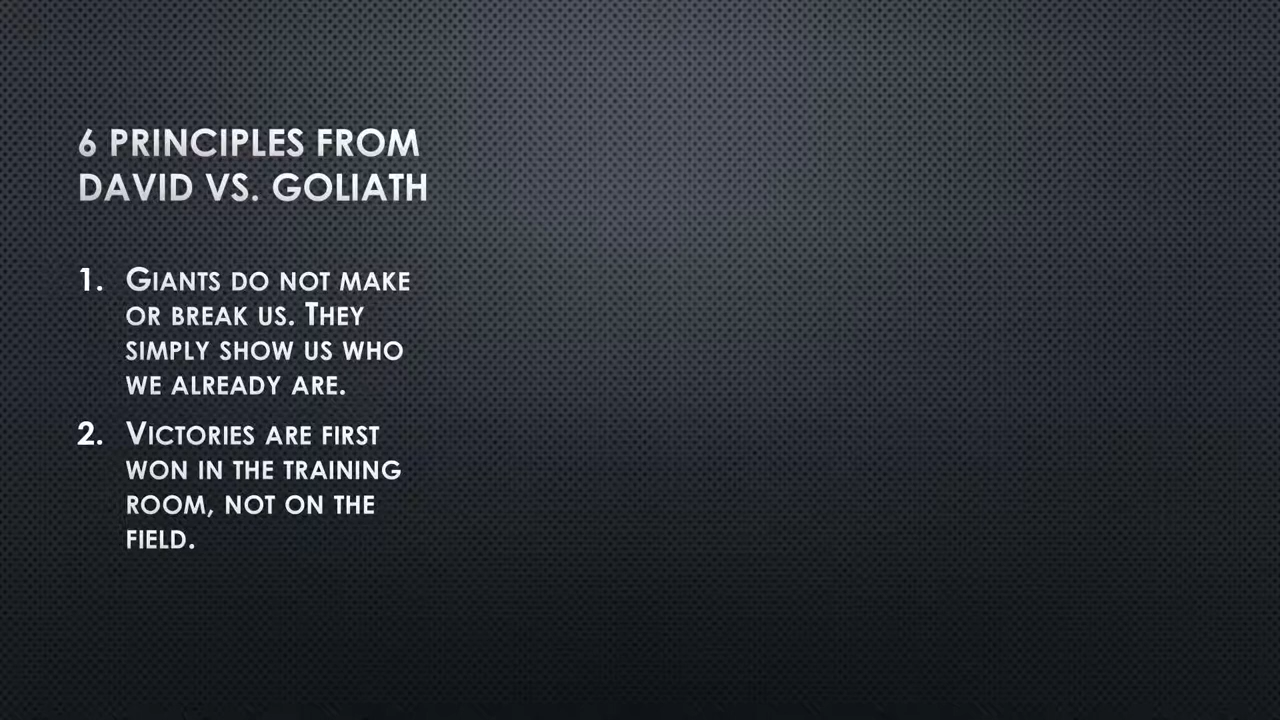 6 PRINCIPLES FROM
DAVID VS. GOLIATH
1. GIANTS DO NOT MAKE
OR BREAK US. THEY
SIMPLY SHOW US WHO
WE ALREADY ARE.
2. VICTORIES ARE FIRST
WON IN THE TRAINING
ROOM, NOT ON THE
FIELD.